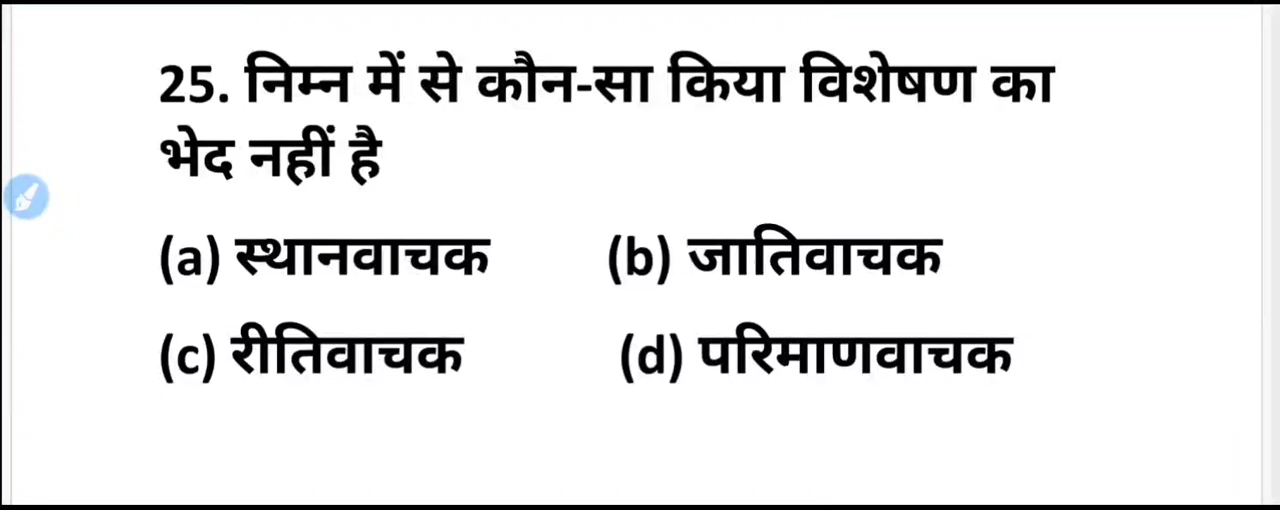 25. निम्न में से कौन-सा किया विशेषण का
भेद नहीं है
(a) स्थानवाचक (b) जातिवाचक
(c) रीतिवाचक (d) परिमाणवाचक